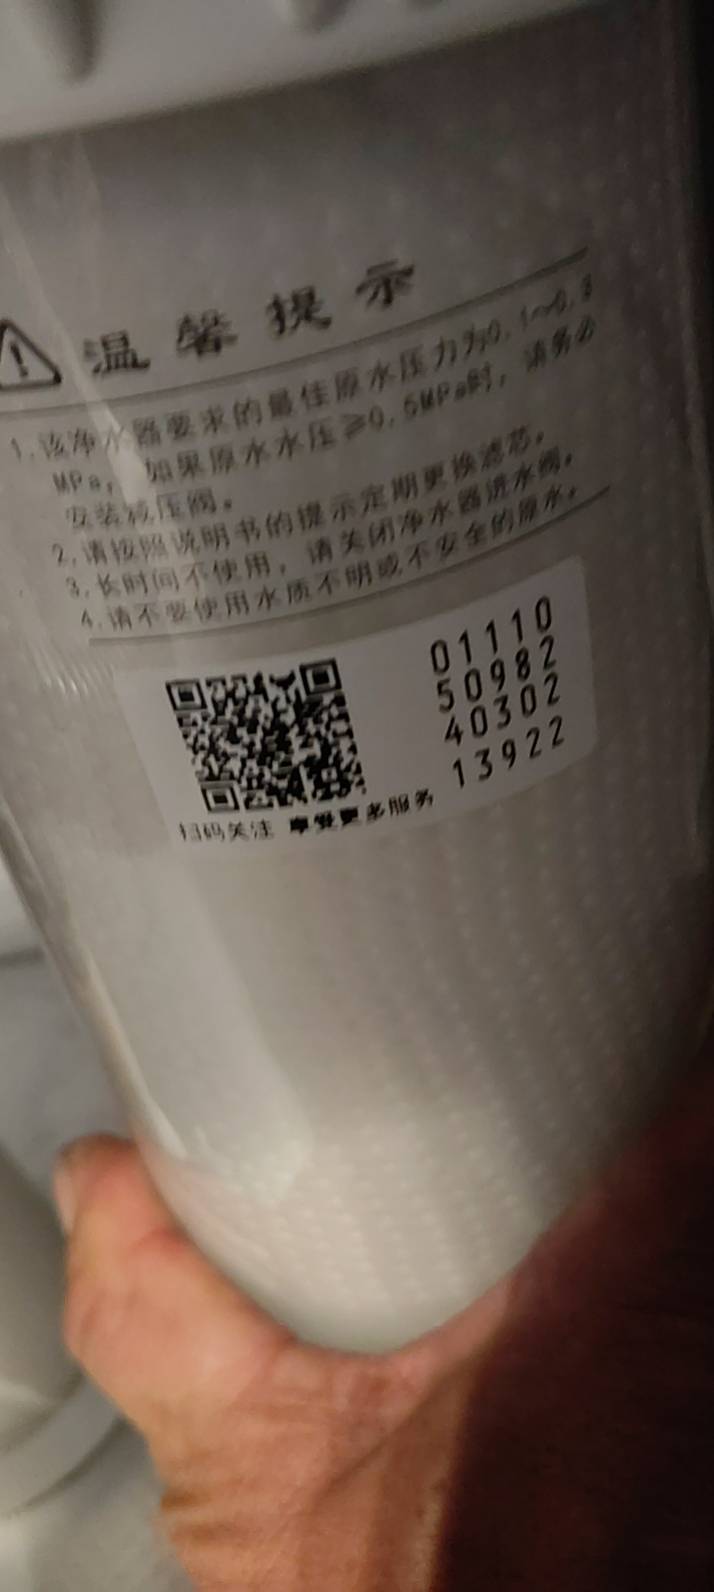 温馨提示
1.该净水器要求的最佳原水压力为0.1~0.3
MPa, 如果原水水压≥0.5MPa时, 请务必
安装减压阀。
2.请按照说明书的提示定期更换滤芯。
3.长时间不使用, 请关闭净水器进水阀。
4.请不要使用水质不明或不安全的原水。
01110
50982
40302
13922
扫码关注 享受更多服务